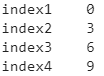 index1    0
index2    3
index3    6
index4    9